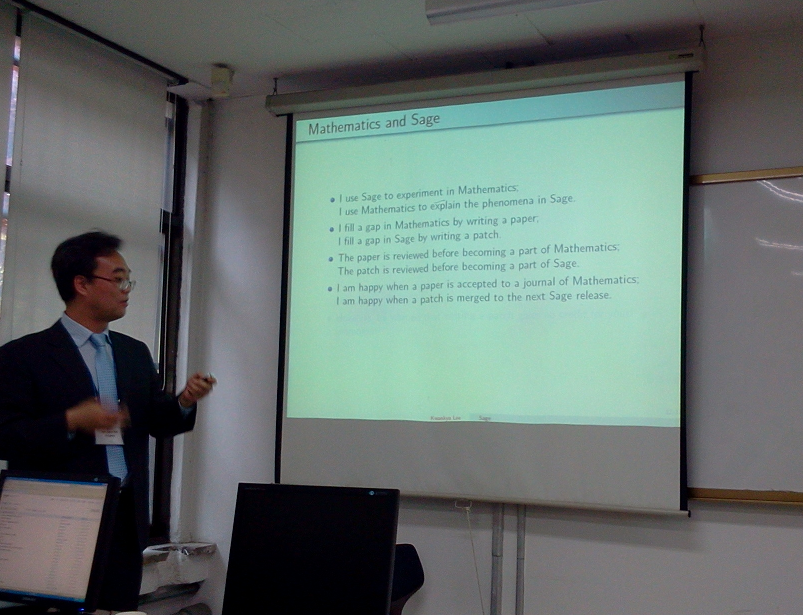 Mathematics and Sage
I use Sage to experiment in Mathematics;
I use Mathematics to explain the phenomena in Sage.
I fill a gap in Mathematics by writing a paper;
I fill a gap in Sage by writing a patch.
The paper is reviewed before becoming a part of Mathematics;
The patch is reviewed before becoming a part of Sage.
I am happy when a paper is accepted to a journal of Mathematics;
I am happy when a patch is merged to the next Sage release.
Lee Sage